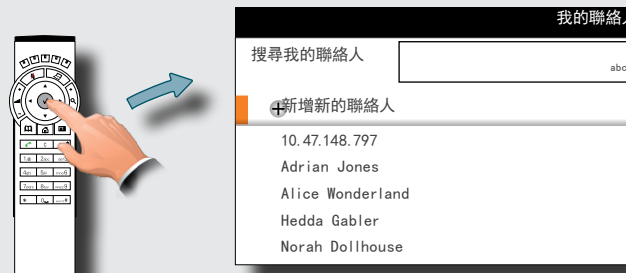 我的聯絡人
搜尋我的聯絡人
abc
新增新的聯絡人
10.47.148.797
Adrian Jones
Alice Wonderland
Hedda Gabler
Norah Dollhouse